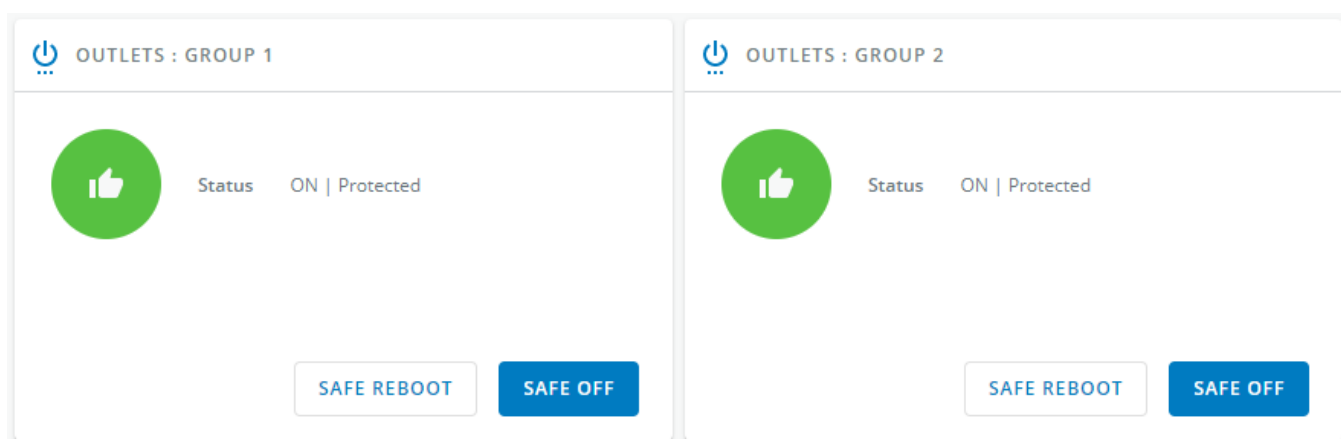 OUTLETS : GROUP 1
Status ON | Protected
SAFE REBOOT SAFE OFF
OUTLETS : GROUP 2
Status ON | Protected
SAFE REBOOT SAFE OFF